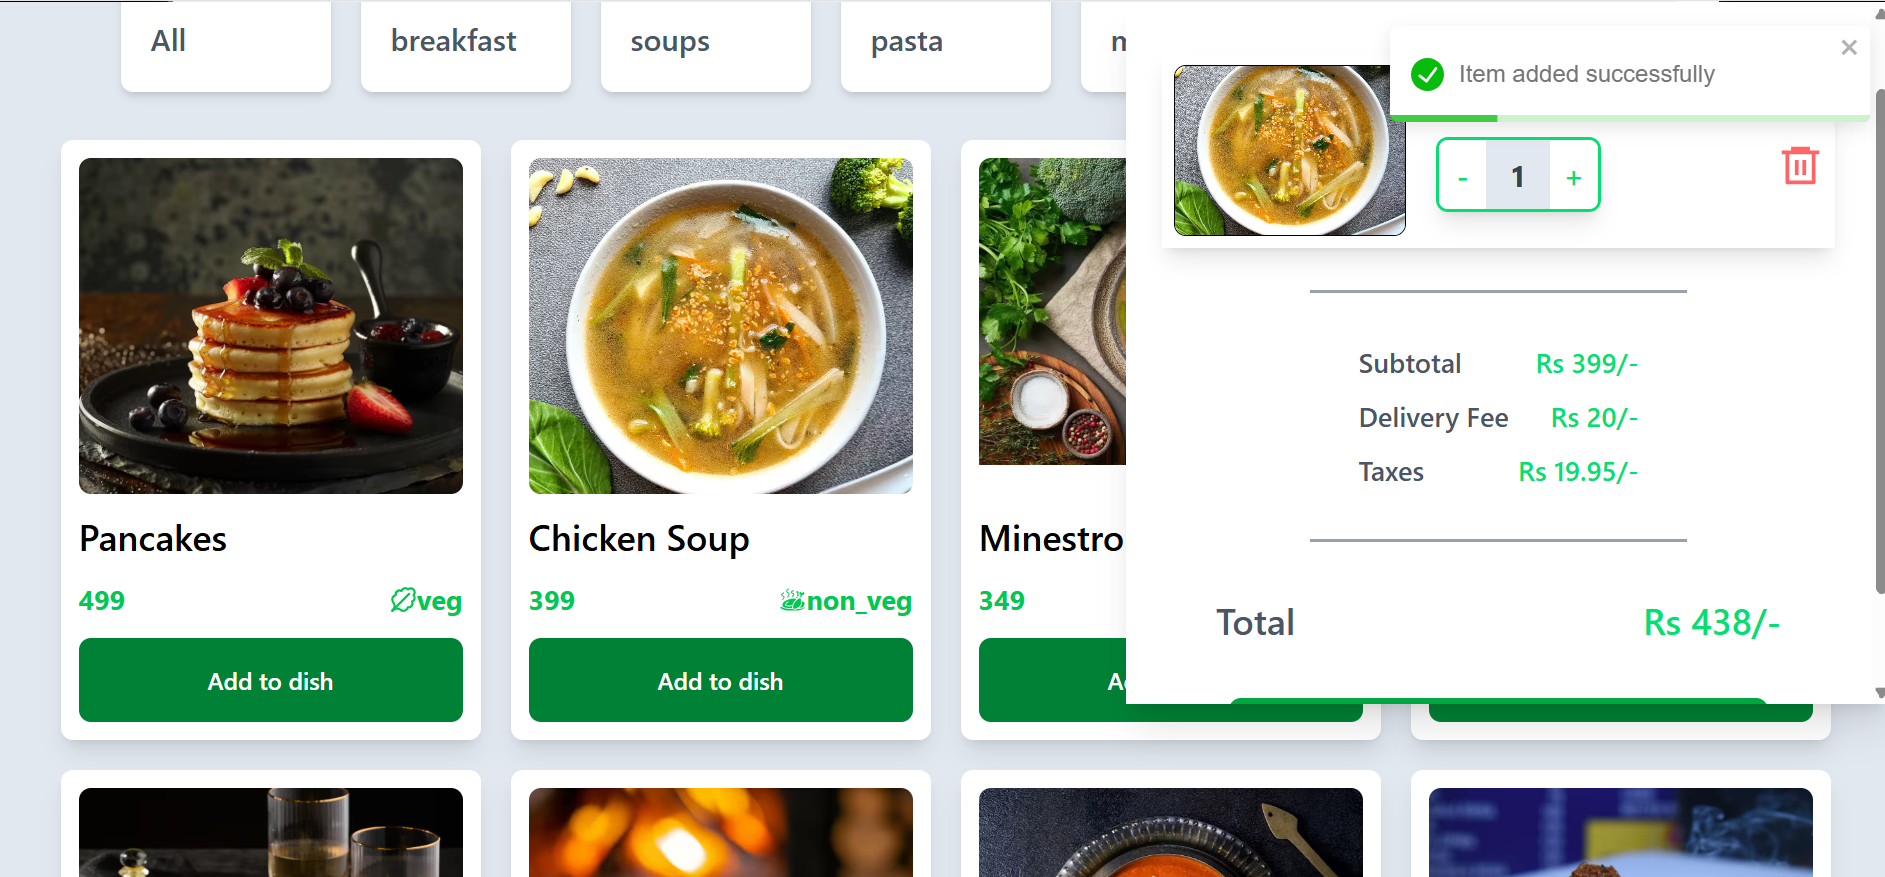 All
breakfast
soups
pasta
Item added successfully
- 1 +
Subtotal Rs 399/-
Delivery Fee Rs 20/-
Taxes Rs 19.95/-
Total Rs 438/-
Pancakes
499 veg
Add to dish
Chicken Soup
399 non_veg
Add to dish
Minestro
349